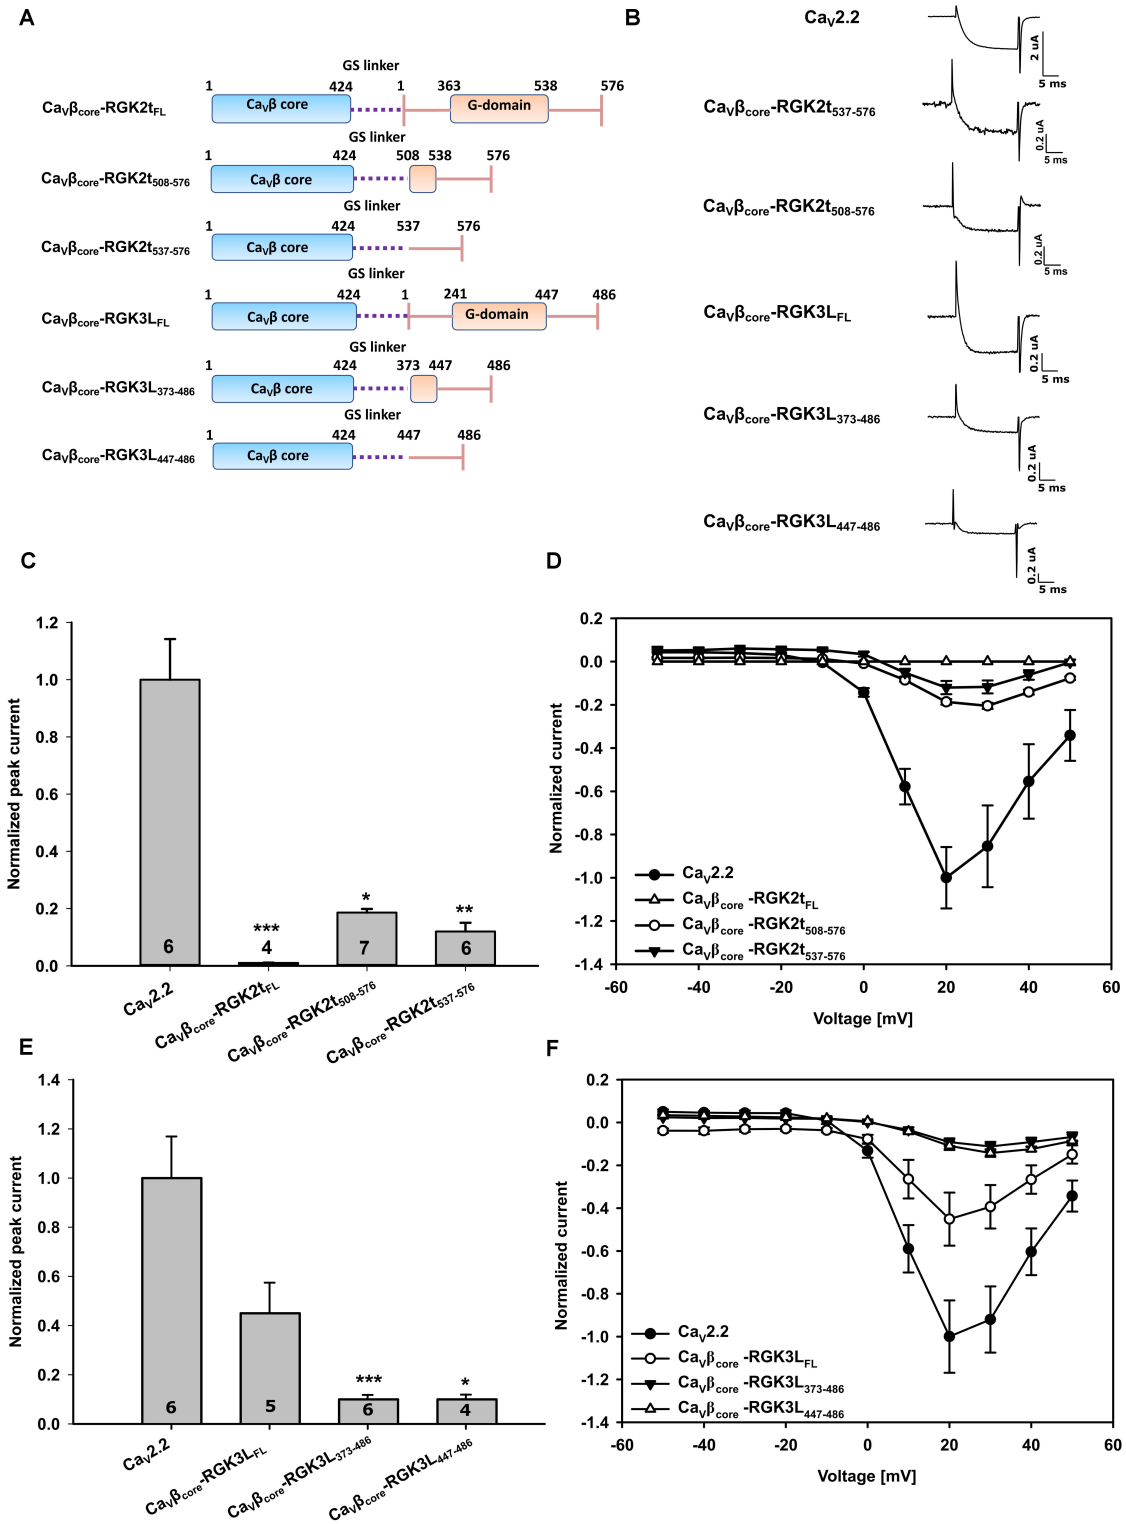 A
GS linker
1 424 1 363 538 576
Caᵥβcore-RGK2tFL Caᵥβ core G-domain
GS linker
1 424 508 538 576
Caᵥβcore-RGK2t508-576 Caᵥβ core
GS linker
1 424 537 576
Caᵥβcore-RGK2t537-576 Caᵥβ core
GS linker
1 424 1 241 447 486
Caᵥβcore-RGK3LFL Caᵥβ core G-domain
GS linker
1 424 373 447 486
Caᵥβcore-RGK3L373-486 Caᵥβ core
GS linker
1 424 447 486
Caᵥβcore-RGK3L447-486 Caᵥβ core
B
Caᵥ2.2
2 uA
5 ms
Caᵥβcore-RGK2t537-576
0.2 uA
5 ms
Caᵥβcore-RGK2t508-576
0.2 uA
5 ms
Caᵥβcore-RGK3LFL
0.2 uA
5 ms
Caᵥβcore-RGK3L373-486
0.2 uA
5 ms
Caᵥβcore-RGK3L447-486
0.2 uA
5 ms
C
Normalized peak current
1.2
1.0
0.8
0.6
0.4
0.2
0.0
*** * **
6 4 7 6
Caᵥ2.2
Caᵥβcore-RGK2tFL
Caᵥβcore-RGK2t508-576
Caᵥβcore-RGK2t537-576
D
Normalized current
0.2
0.0
-0.2
-0.4
-0.6
-0.8
-1.0
-1.2
-1.4
Caᵥ2.2
Caᵥβcore -RGK2tFL
Caᵥβcore -RGK2t508-576
Caᵥβcore -RGK2t537-576
-60 -40 -20 0 20 40 60
Voltage [mV]
E
Normalized peak current
1.4
1.2
1.0
0.8
0.6
0.4
0.2
0.0
*** *
6 5 6 4
Caᵥ2.2
Caᵥβcore-RGK3LFL
Caᵥβcore-RGK3L373-486
Caᵥβcore-RGK3L447-486
F
Normalized current
0.2
0.0
-0.2
-0.4
-0.6
-0.8
-1.0
-1.2
-1.4
Caᵥ2.2
Caᵥβcore -RGK3LFL
Caᵥβcore -RGK3L373-486
Caᵥβcore -RGK3L447-486
-60 -40 -20 0 20 40 60
Voltage [mV]